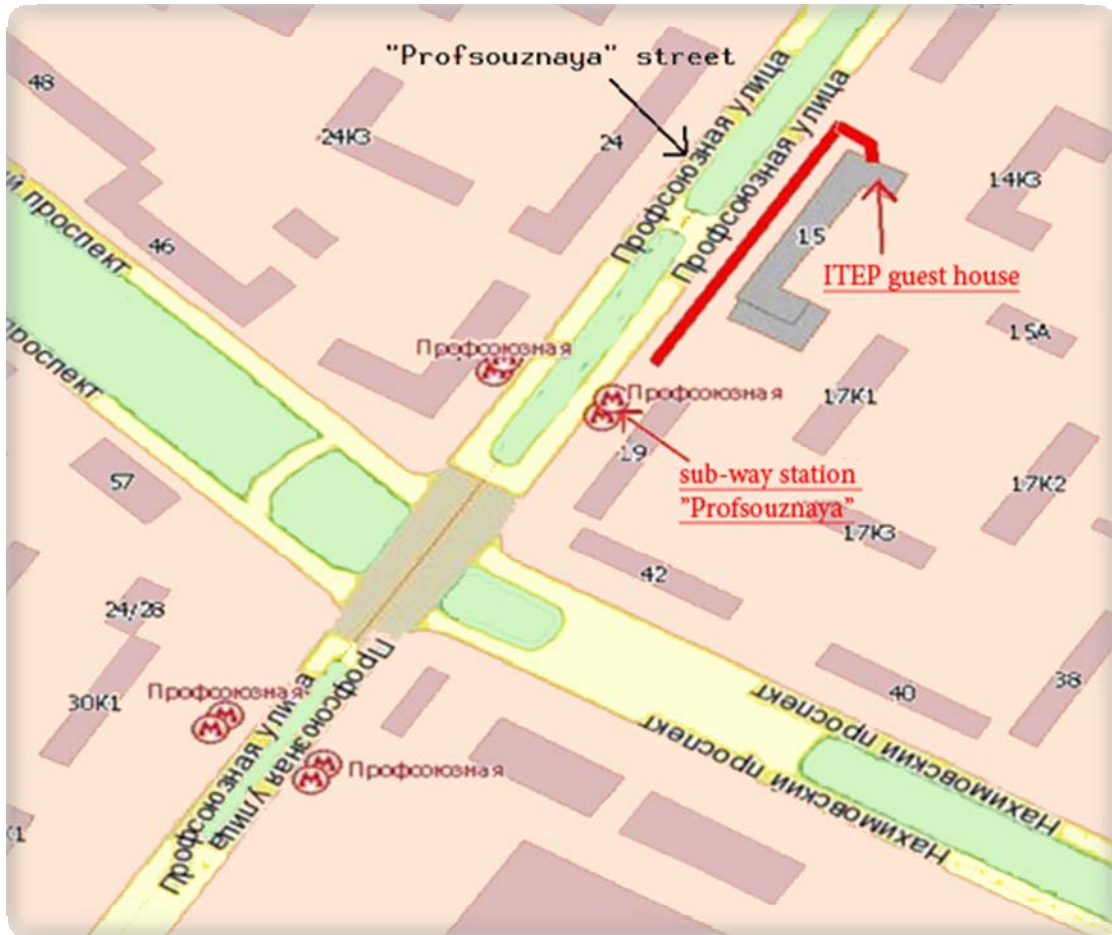 "Profsouznaya" street
48
24К3
24
Профсоюзная улица
Профсоюзная улица
14К3
46
15
ITEP guest house
ий проспект
проспект
15А
Профсоюзная
Профсоюзная
17К1
19
sub-way station
"Profsouznaya"
57
17К2
17К3
42
24/28
38
40
Профсоюзная
30К1
Профсоюзная улица
Профсоюзная улица
Профсоюзная
Нахимовский проспект
Нахимовский проспект